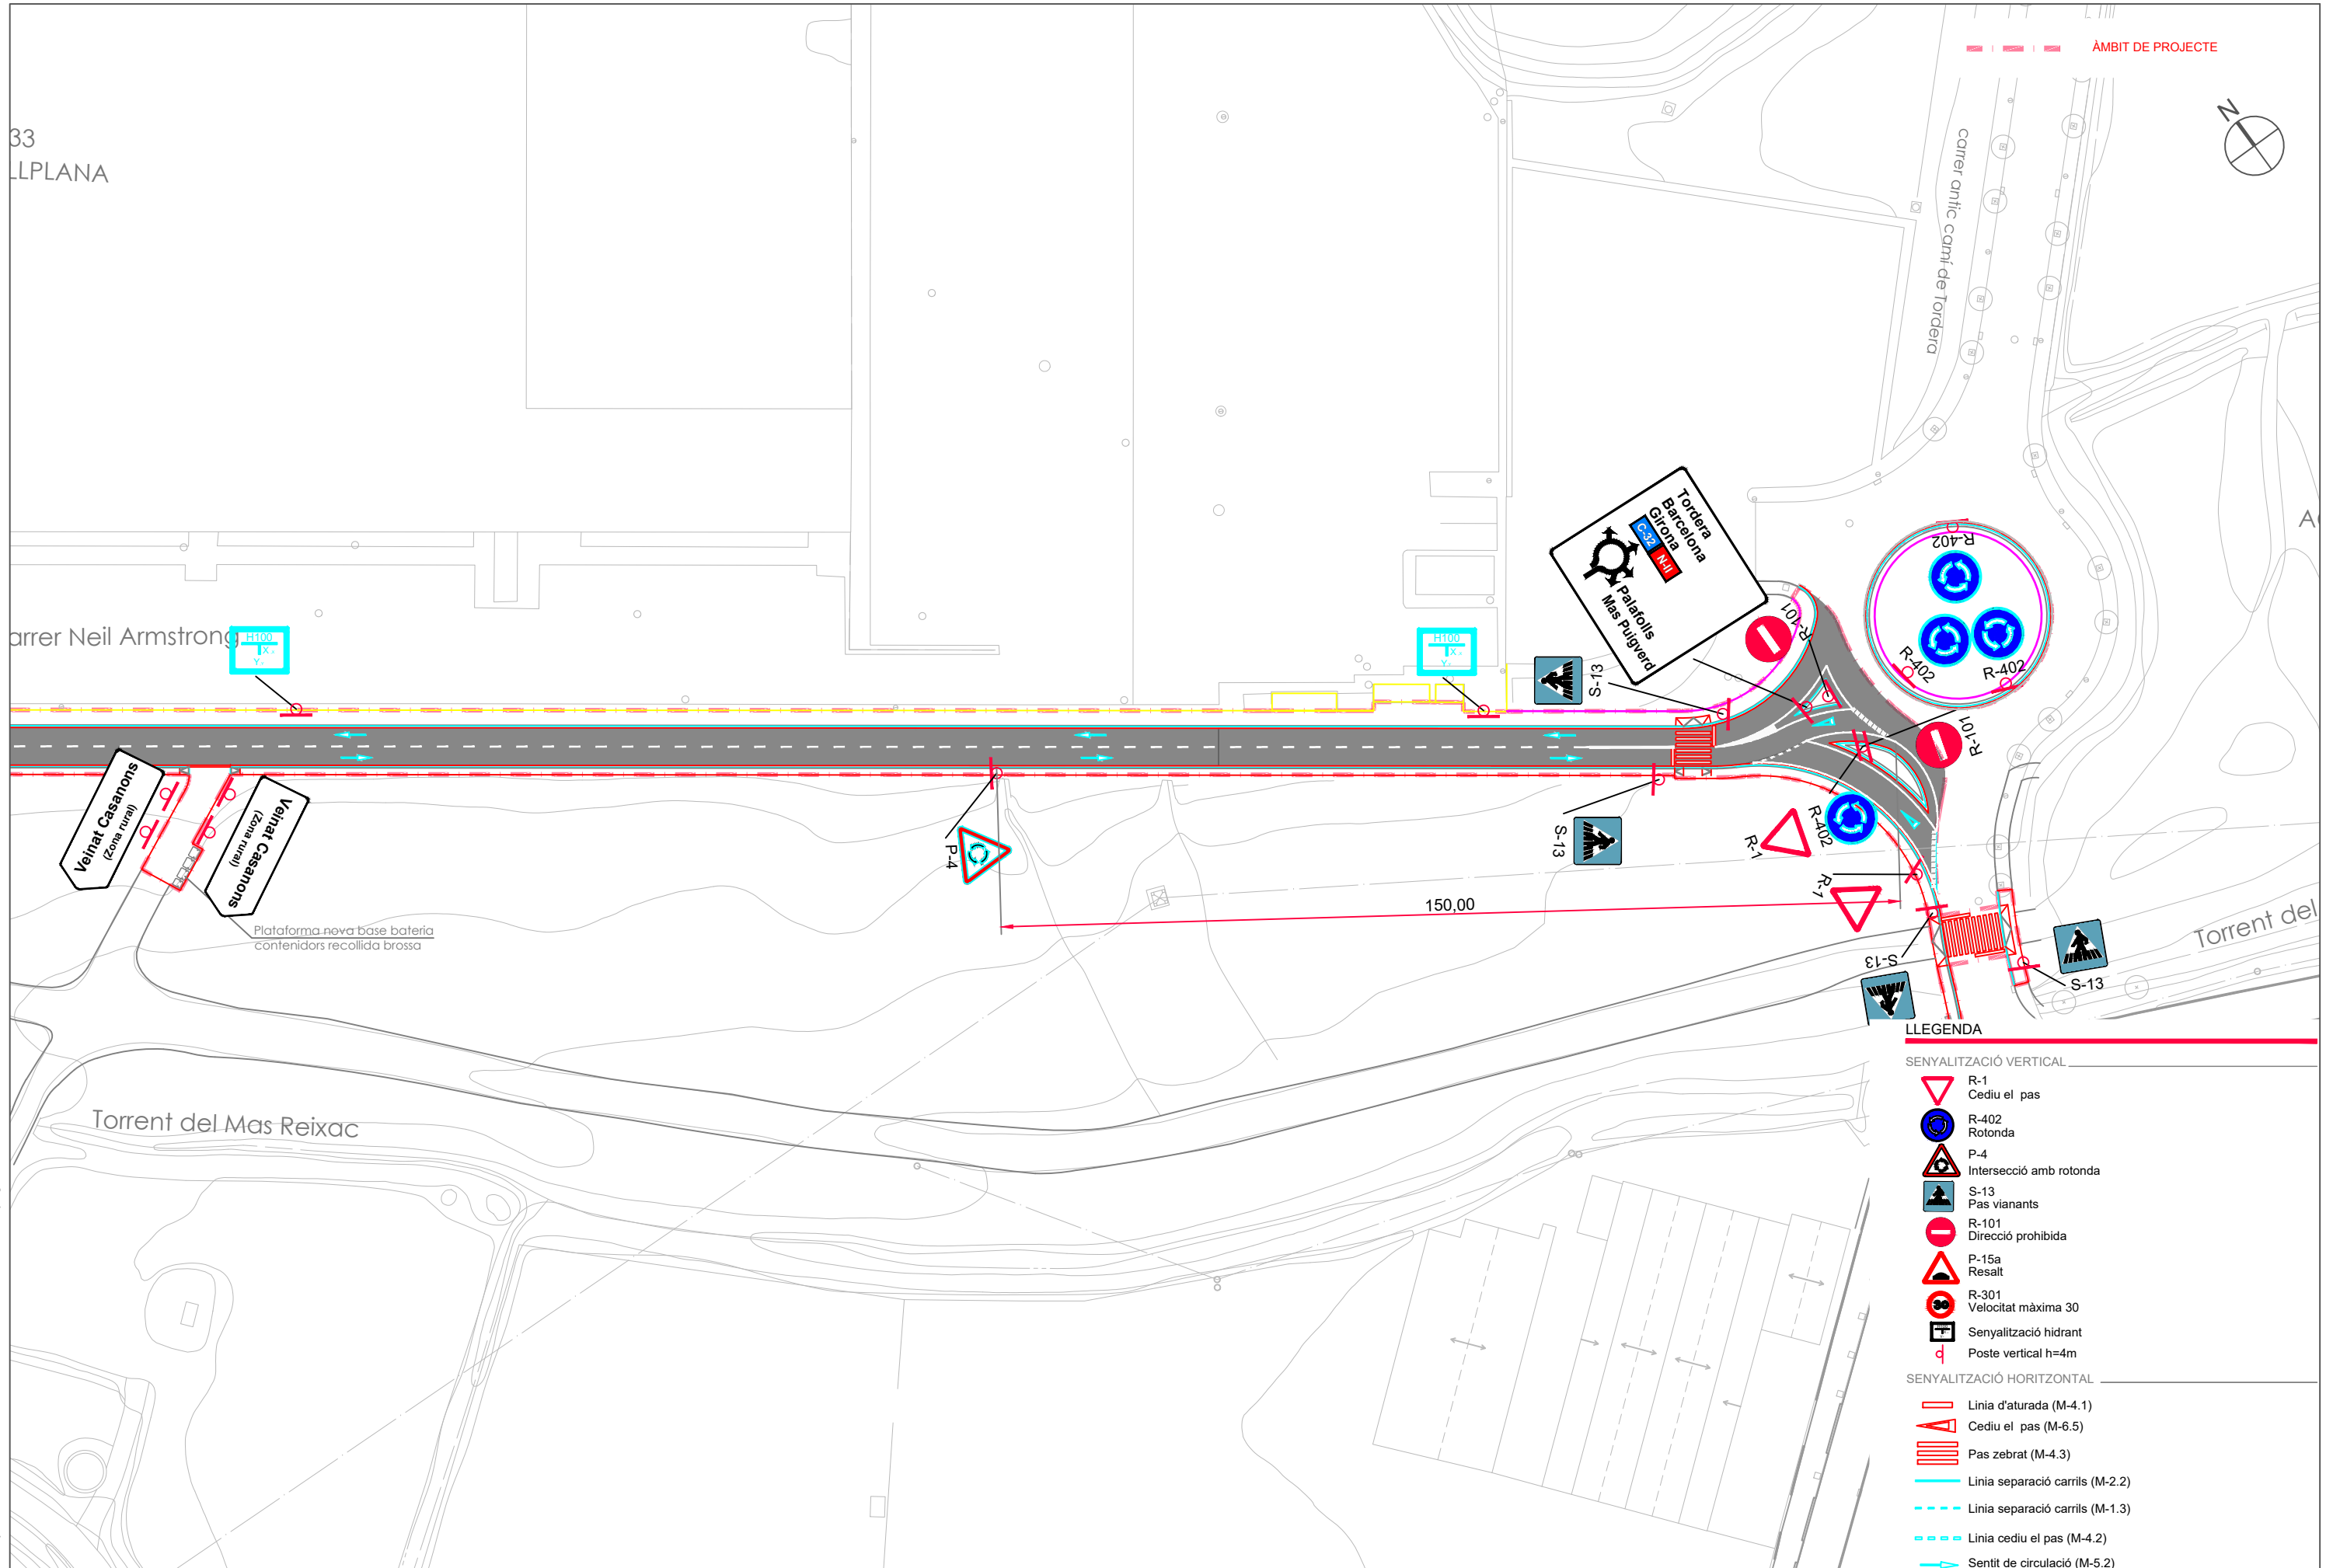 ÀMBIT DE PROJECTE
N
33
LLPLANA
carrer antic camí de Tordera
Tordera
Barcelona
Girona
C-32
N-II
Palafolls
Mas Puigverd
R-402
R-402
R-402
R-101
arrer Neil Armstrong
H100
X
Y
H100
X
Y
S-13
R-101
Veinat Casanons
(Zona rural)
Veinat Casanons
(Zona rural)
P-4
S-13
R-1
R-402
R-1
150,00
Plataforma nova base bateria
contenidors recollida brossa
Torrent del
S-13
S-13
Torrent del Mas Reixac
LLEGENDA
SENYALITZACIÓ VERTICAL
R-1
Cediu el pas
R-402
Rotonda
P-4
Intersecció amb rotonda
S-13
Pas vianants
R-101
Direcció prohibida
P-15a
Resalt
30
R-301
Velocitat màxima 30
Senyalització hidrant
Poste vertical h=4m
SENYALITZACIÓ HORITZONTAL
Linia d'aturada (M-4.1)
Cediu el pas (M-6.5)
Pas zebrat (M-4.3)
Linia separació carrils (M-2.2)
Linia separació carrils (M-1.3)
Linia cediu el pas (M-4.2)
Sentit de circulació (M-5.2)